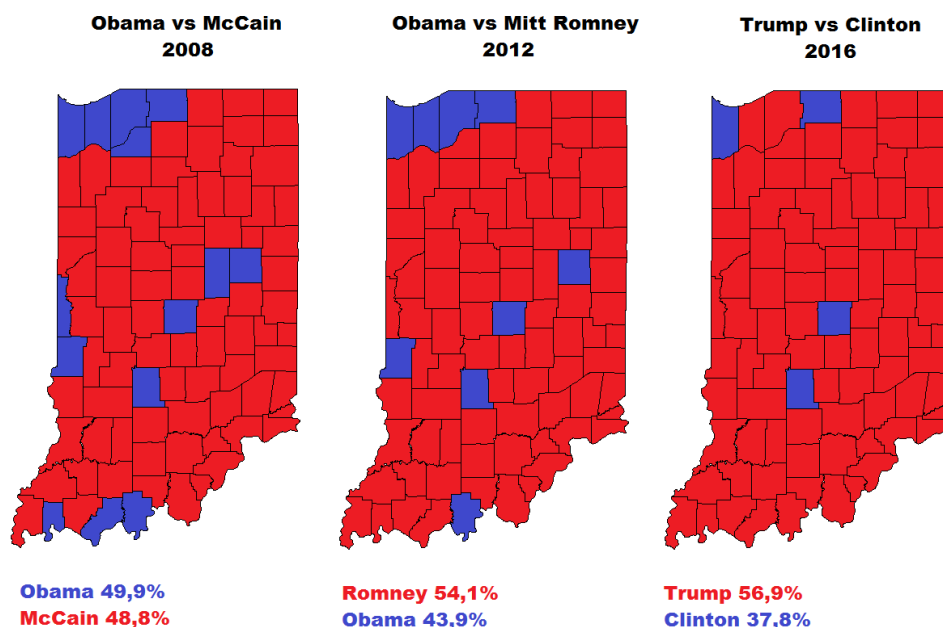 Obama vs McCain
2008
Obama vs Mitt Romney
2012
Trump vs Clinton
2016
Obama 49,9%
McCain 48,8%
Romney 54,1%
Obama 43,9%
Trump 56,9%
Clinton 37,8%